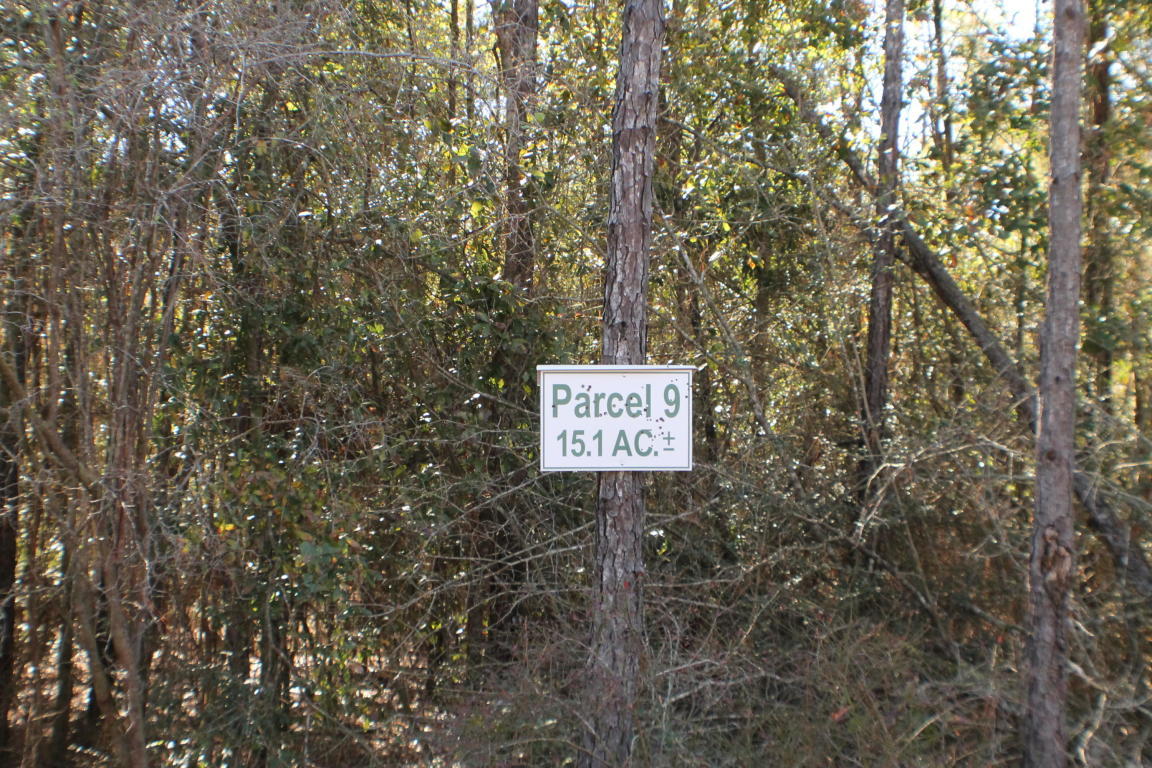 Parcel 9
15.1 AC. ±